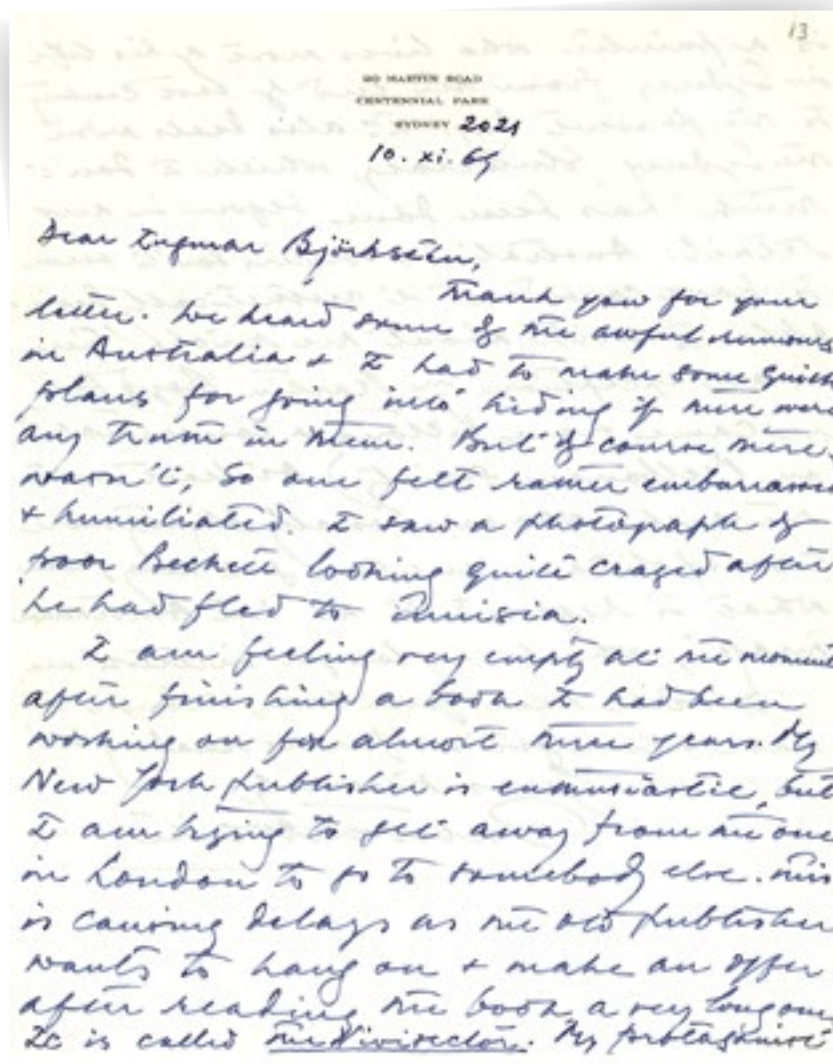 13
20 MARTIN ROAD
CENTENNIAL PARK
SYDNEY 2021
10. xi. 69
Dear Ingmar Björkstén,
Thank you for your
letter. We heard some of the awful rumours
in Australia & I had to make some quick
plans for going into hiding if there were
any truth in them. But of course there
wasn't, so one felt rather embarrassed
& humiliated. I saw a photograph of
poor Beckett looking quite crazed after
he had fled to Tunisia.
I am feeling very empty at the moment
after finishing a book I had been
working on for almost three years. My
New York publisher is enthusiastic, but
I am trying to get away from the one
in London to go to somebody else. This
is causing delays as the old publisher
wants to hang on & make an offer
after reading the book a very long one
It is called The Vivisector. My protagonist